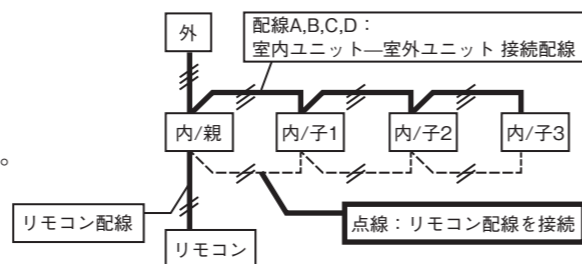 外
配線A,B,C,D：
室内ユニット—室外ユニット 接続配線
内/親
内/子1
内/子2
内/子3
。
リモコン配線
点線：リモコン配線を接続
リモコン